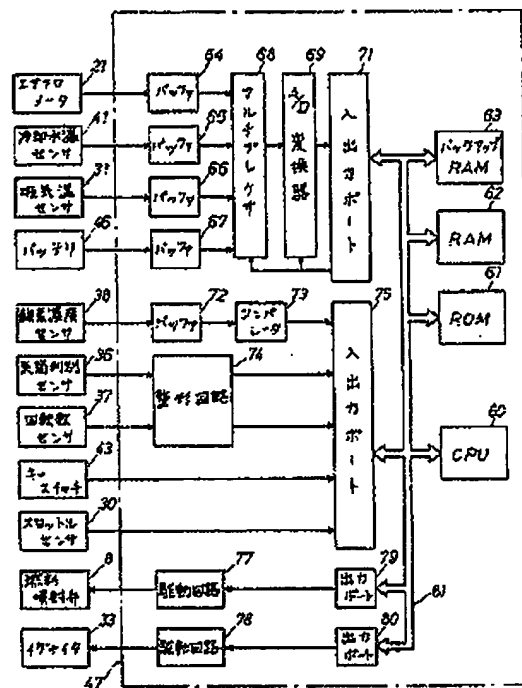 64
68
69
71
21
エアフロメータ
バッファ
マルチプレクサ
A/D変換器
入出力ポート
63
バックアップRAM
41
冷却水温センサ
65
バッファ
31
吸気温センサ
66
バッファ
62
RAM
46
バッテリ
67
バッファ
61
ROM
38
酸素濃度センサ
72
バッファ
73
コンパレータ
75
入出力ポート
36
気筒判別センサ
74
整形回路
37
回転数センサ
60
CPU
43
キースイッチ
30
スロットルセンサ
8
燃料噴射弁
77
駆動回路
79
出力ポート
81
33
イグナイタ
78
駆動回路
80
出力ポート
47